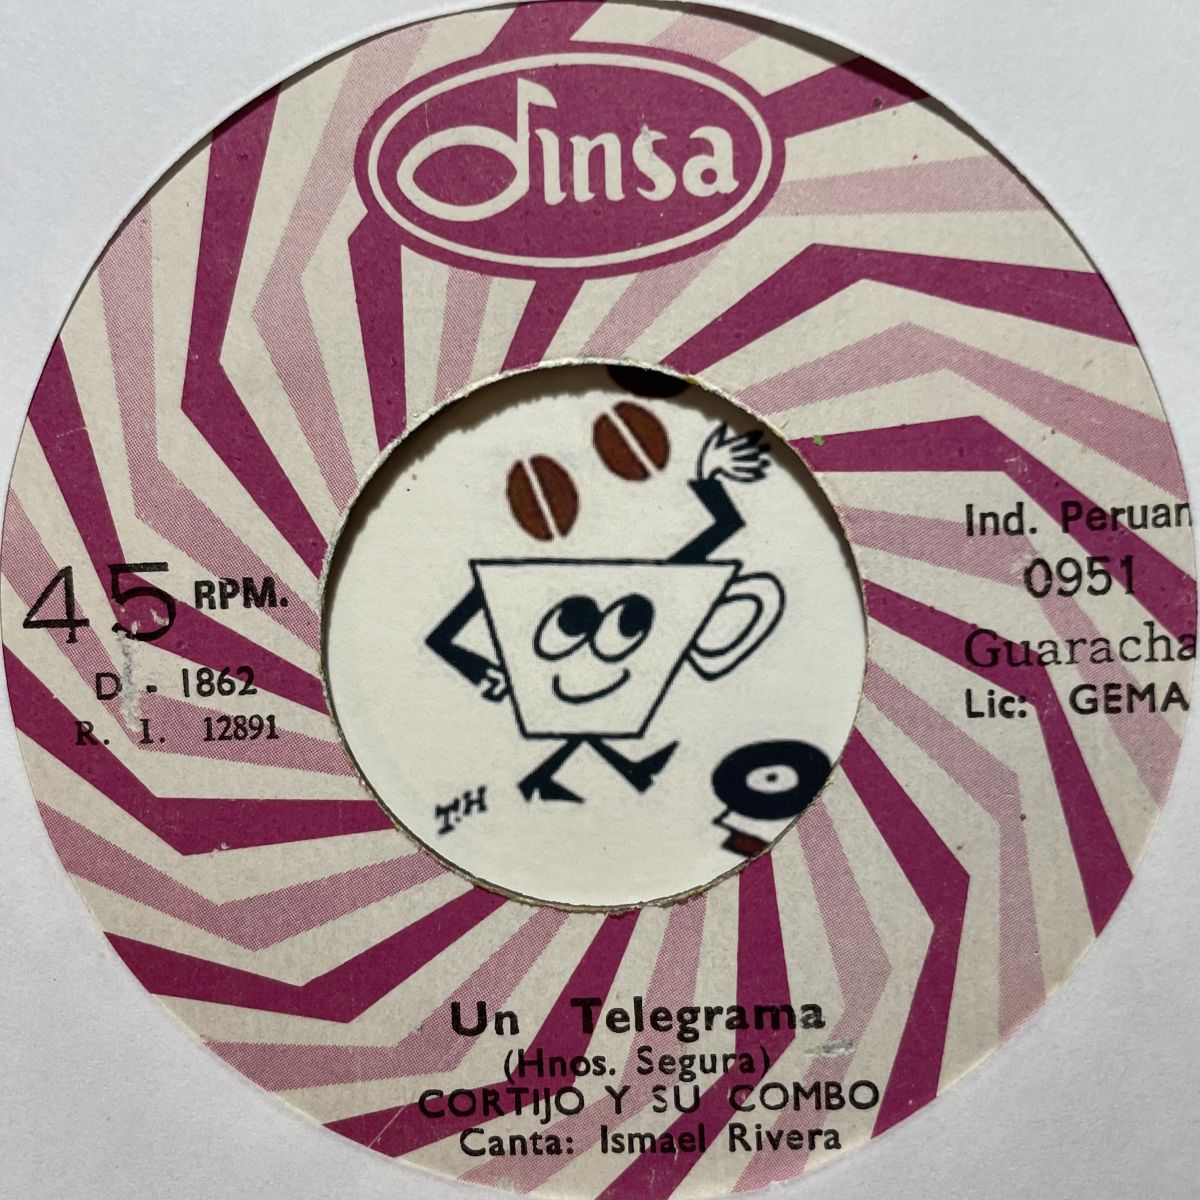 dinsa
45 RPM.
D - 1862
R. I. 12891
Ind. Peruan
0951
Guaracha
Lic: GEMA
T.H
Un Telegrama
(Hnos. Segura)
CORTIJO Y SU COMBO
Canta: Ismael Rivera